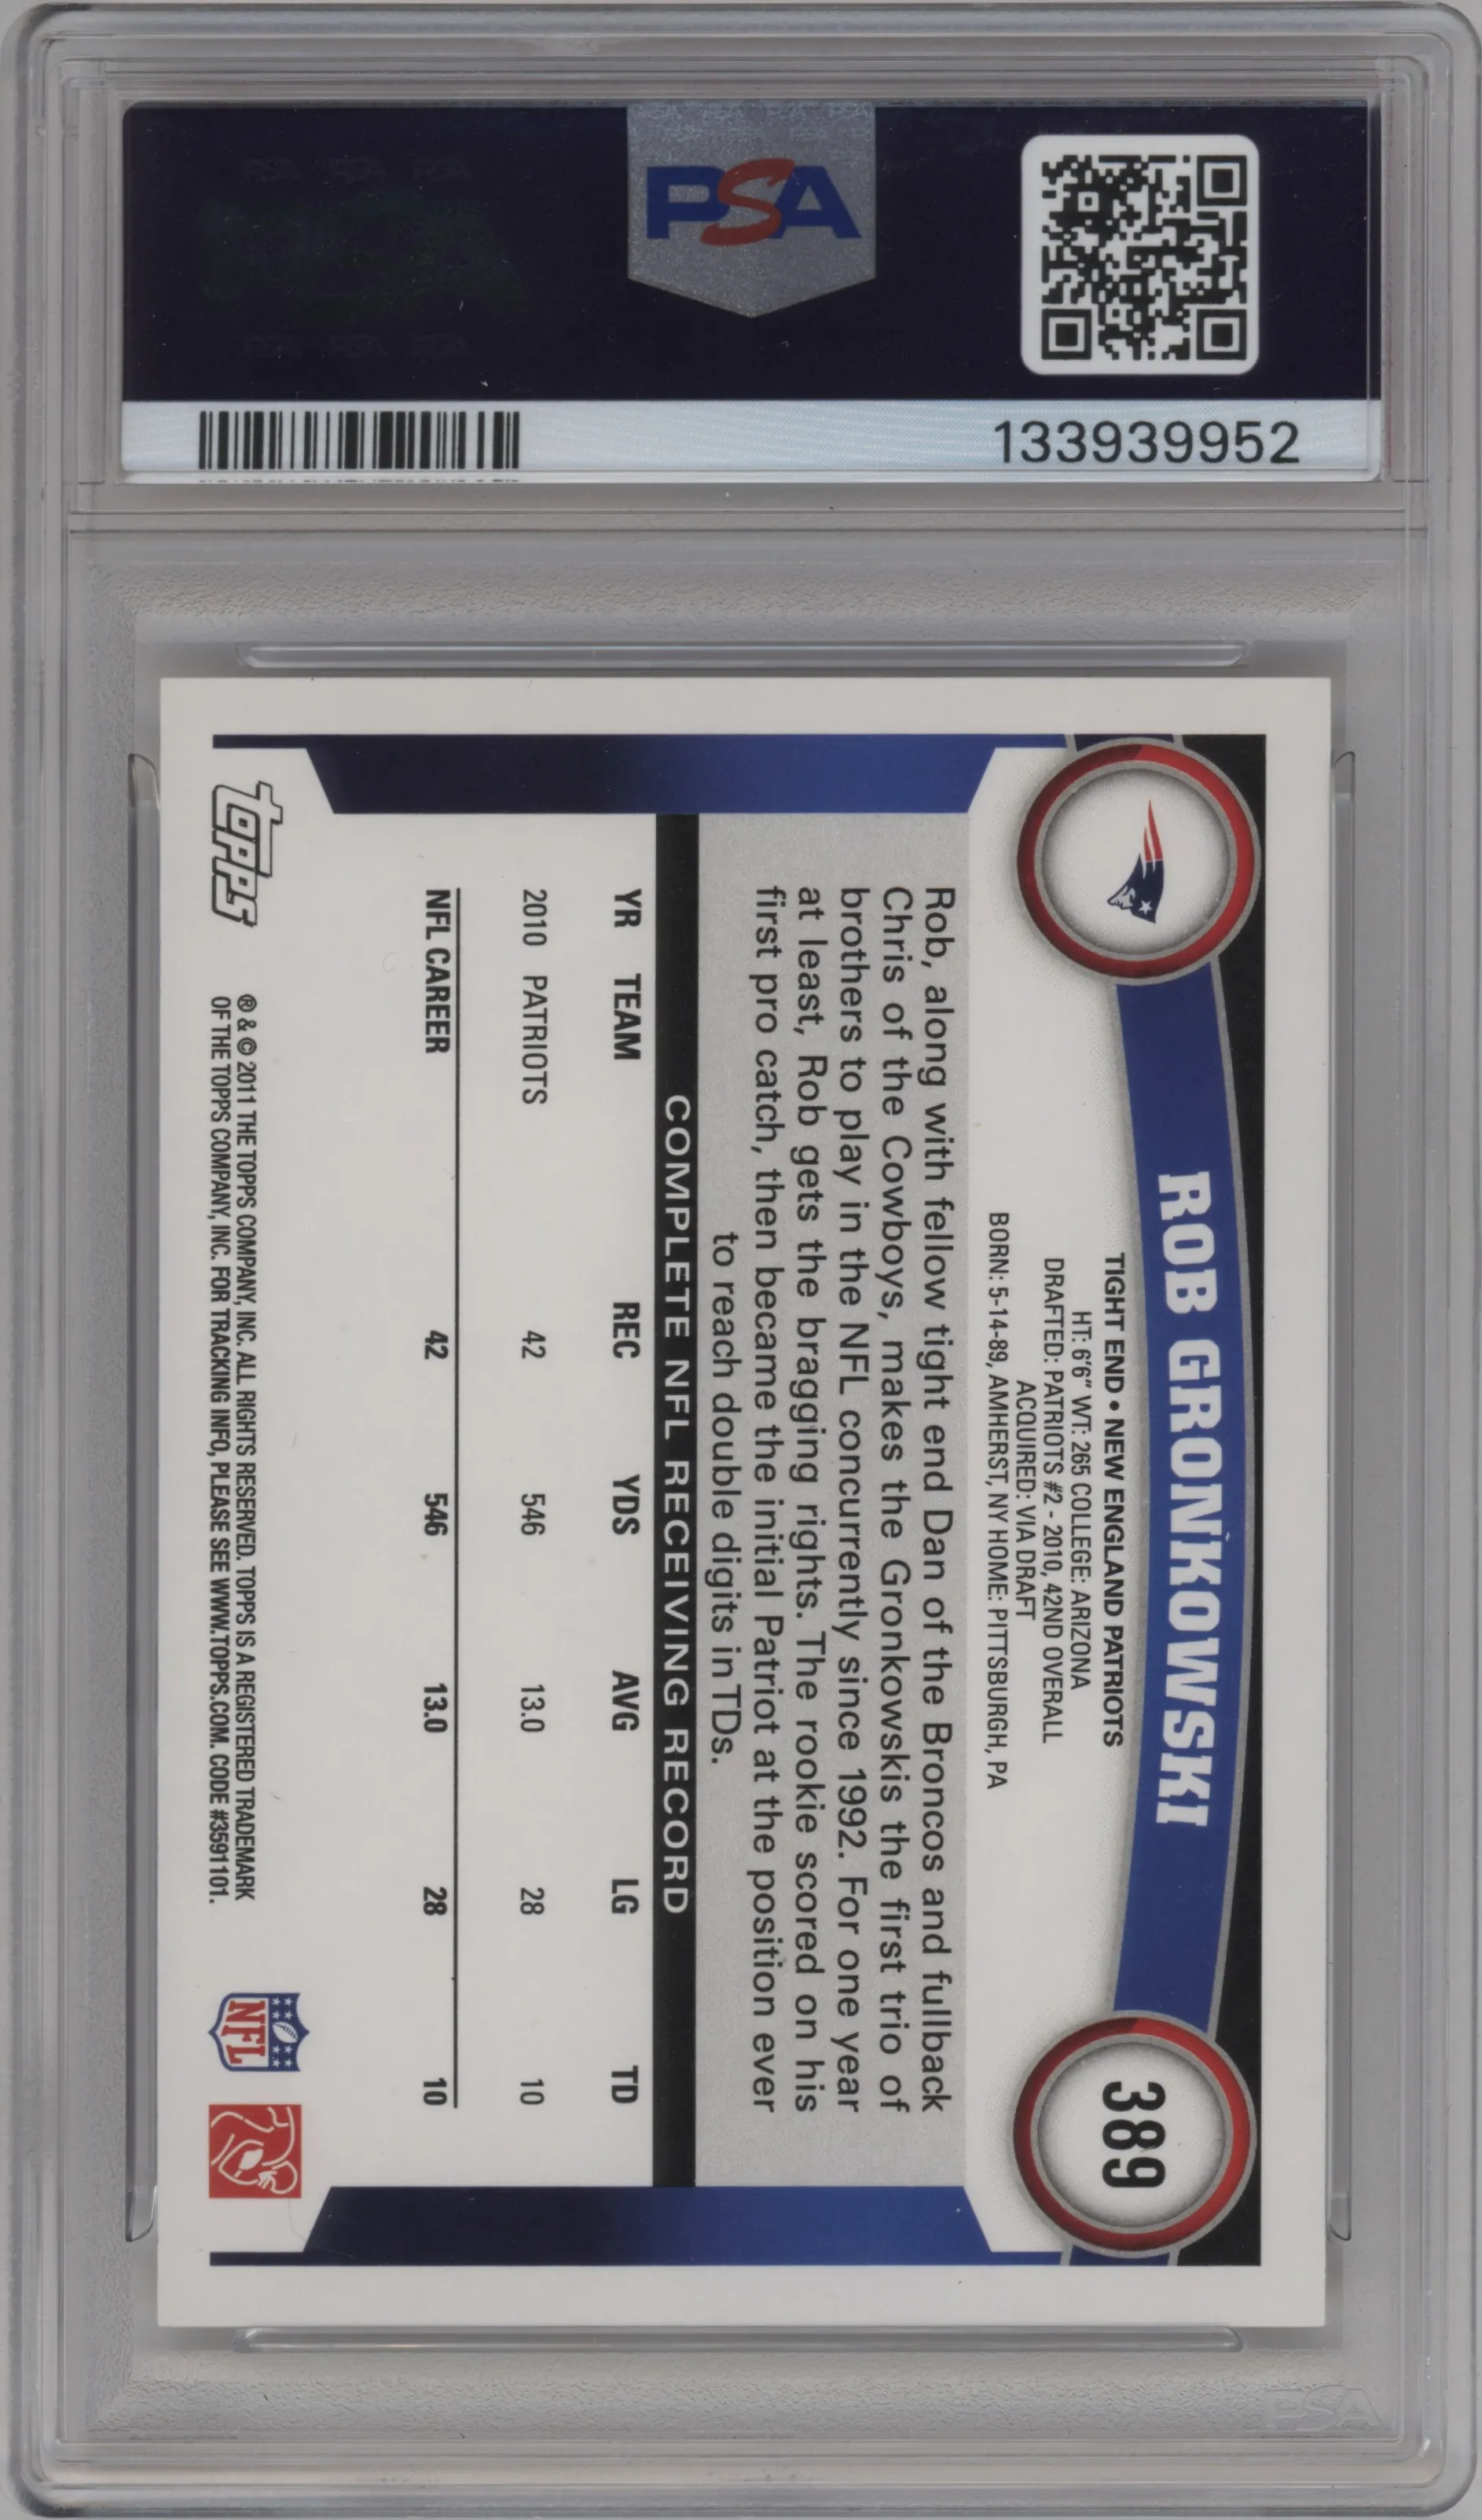 PSA
133939952
ROB GRONKOWSKI
389
TIGHT END • NEW ENGLAND PATRIOTS
HT: 6'6" WT: 265 COLLEGE: ARIZONA
DRAFTED: PATRIOTS #2 - 2010, 42ND OVERALL
ACQUIRED: VIA DRAFT
BORN: 5-14-89, AMHERST, NY HOME: PITTSBURGH, PA
Rob, along with fellow tight end Dan of the Broncos and fullback
Chris of the Cowboys, makes the Gronkowskis the first trio of
brothers to play in the NFL concurrently since 1992. For one year
at least, Rob gets the bragging rights. The rookie scored on his
first pro catch, then became the initial Patriot at the position ever
to reach double digits in TDs.
COMPLETE NFL RECEIVING RECORD
YR TEAM REC YDS AVG LG TD
2010 PATRIOTS 42 546 13.0 28 10
NFL CAREER 42 546 13.0 28 10
TOPPS
® & © 2011 THE TOPPS COMPANY, INC. ALL RIGHTS RESERVED. TOPPS IS A REGISTERED TRADEMARK
OF THE TOPPS COMPANY, INC. FOR TRACKING INFO, PLEASE SEE WWW.TOPPS.COM. CODE #3591101.
NFL
PSA